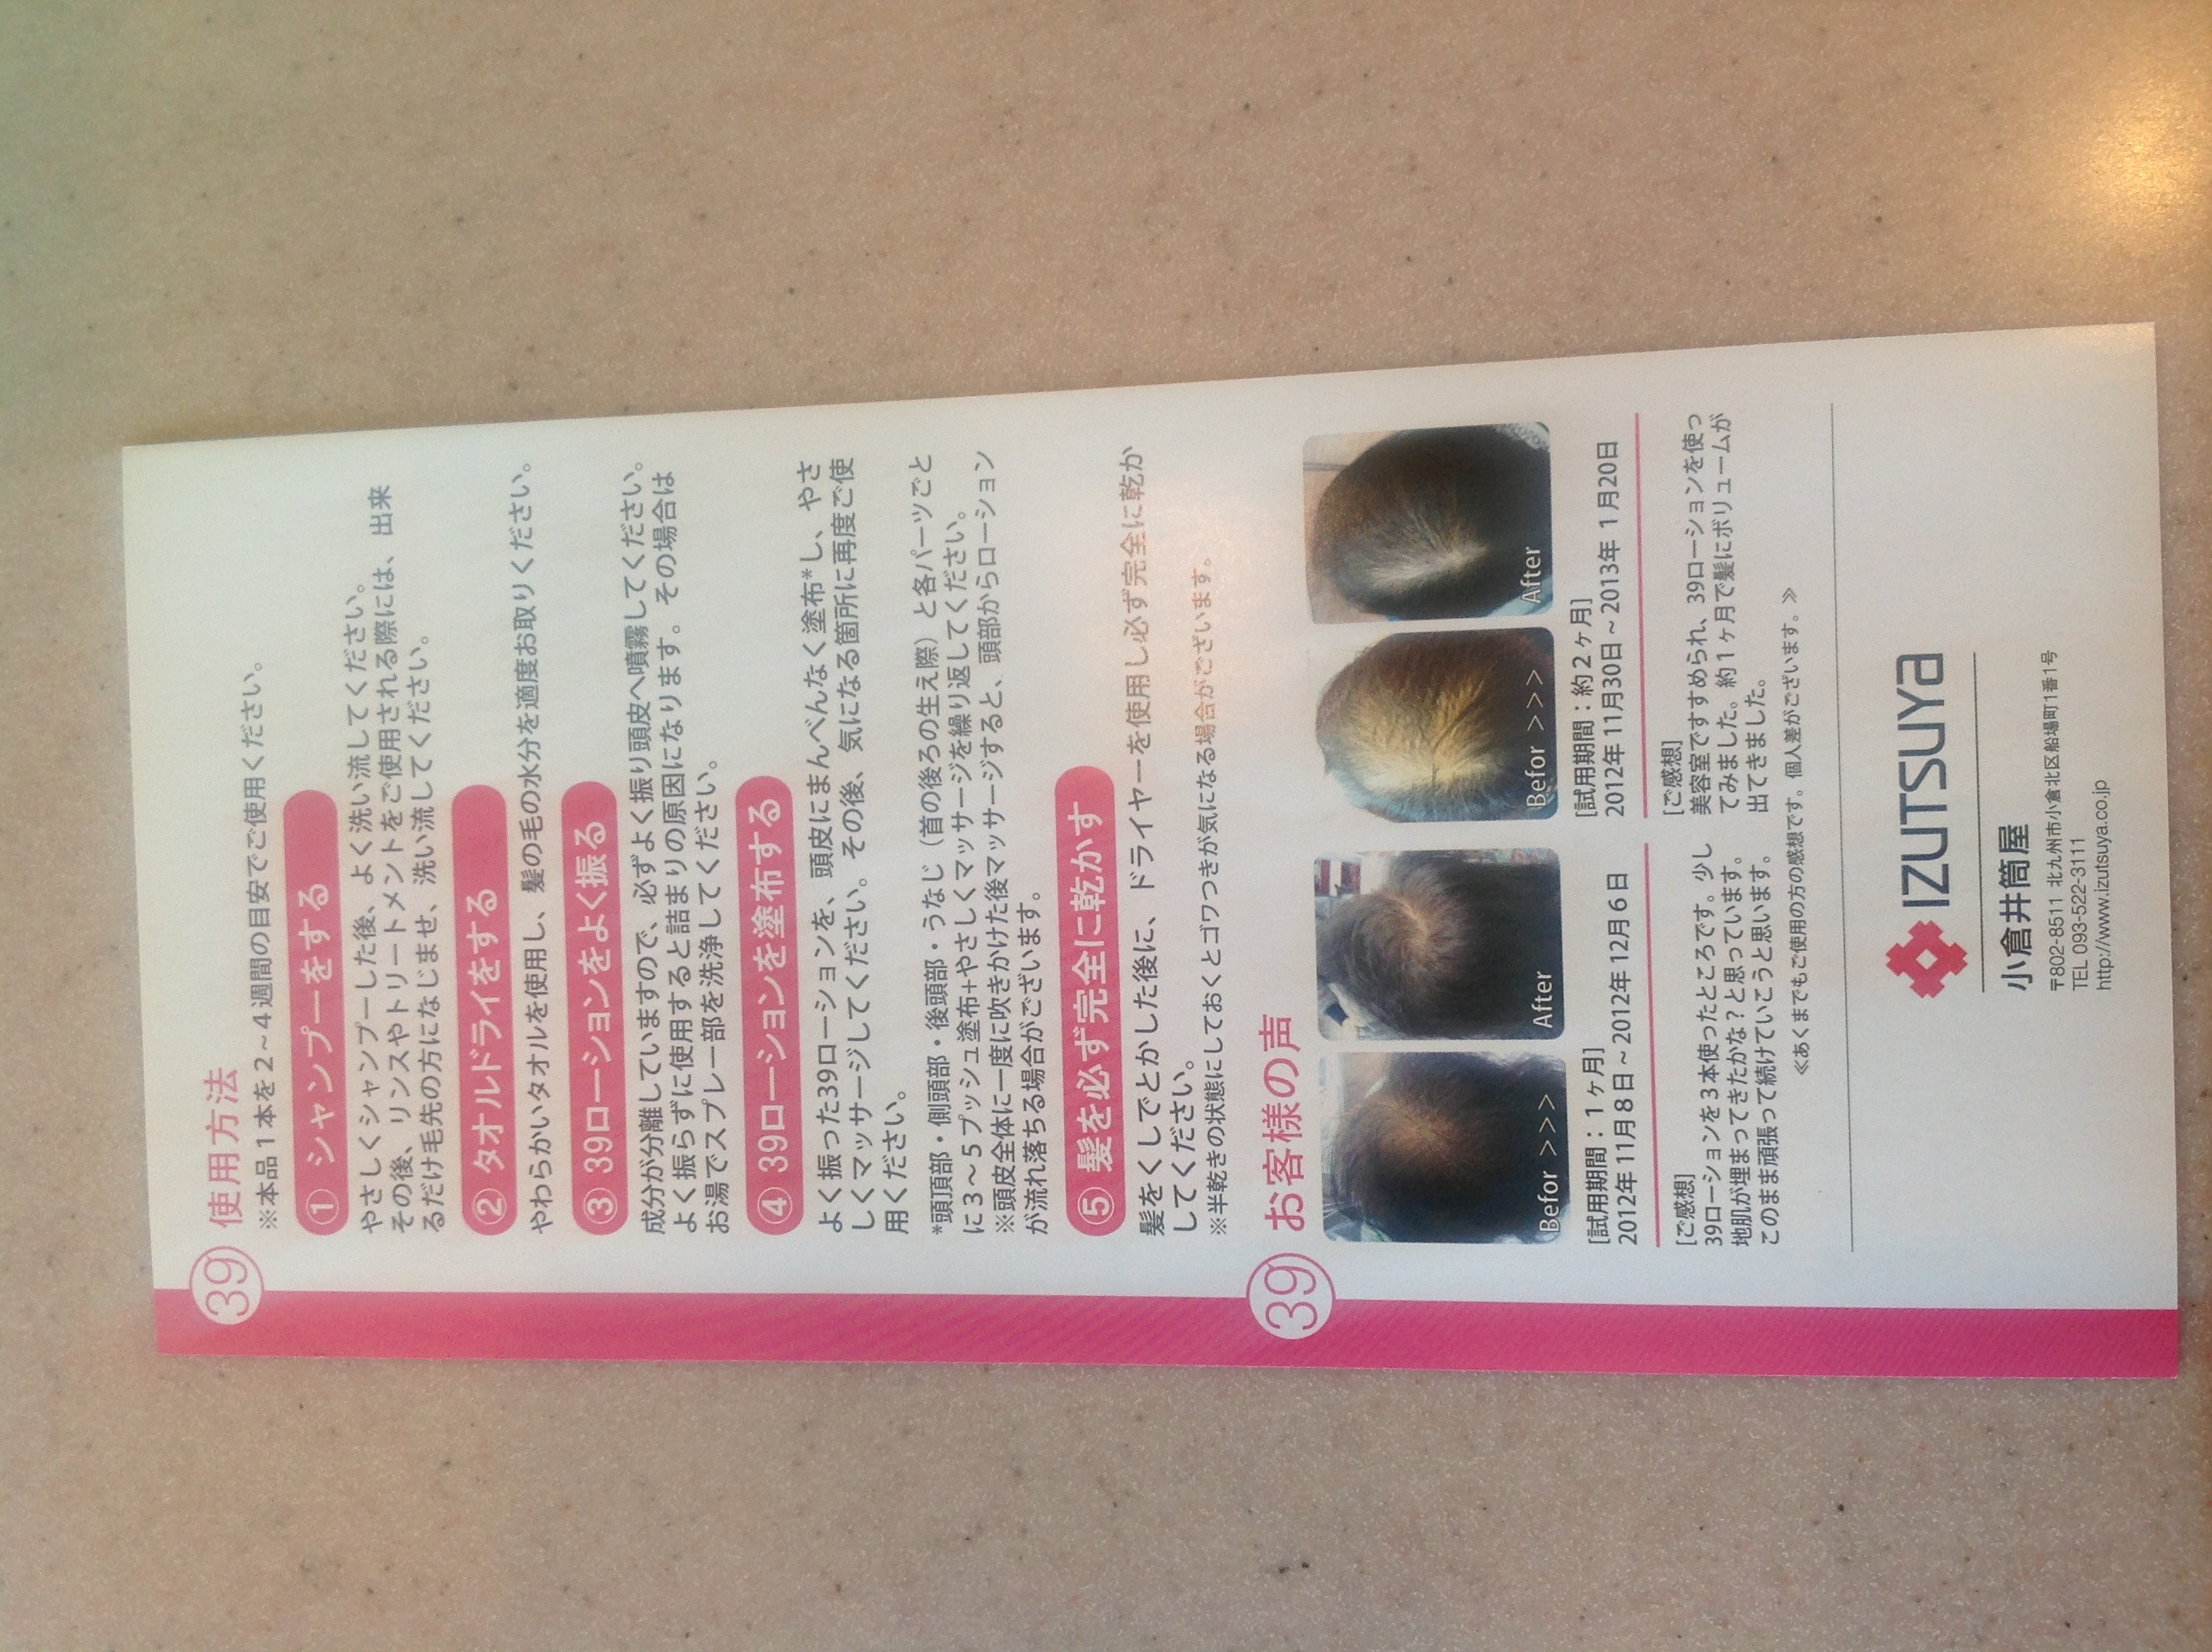 39 使用方法
※本品1本を2~4週間の目安でご使用ください。
① シャンプーをする
やさしくシャンプーした後、よく洗い流してください。
その後、リンスやトリートメントをご使用される際には、出来
るだけ毛先の方になじませ、洗い流してください。
② タオルドライをする
やわらかいタオルを使用し、髪の毛の水分を適度お取りください。
③ 39ローションをよく振る
成分が分離していますので、必ずよく振り頭皮へ噴霧してください。
よく振らずに使用すると詰まりの原因になります。その場合は
お湯でスプレー部を洗浄してください。
④ 39ローションを塗布する
よく振った39ローションを、頭皮にまんべんなく塗布*し、やさ
しくマッサージしてください。その後、気になる箇所に再度ご使
用ください。
*頭頂部・側頭部・後頭部・うなじ（首の後ろの生え際）と各パーツごと
に3~5プッシュ塗布+やさしくマッサージを繰り返してください。
※頭皮全体に一度に吹きかけた後マッサージすると、頭部からローション
が流れ落ちる場合がございます。
⑤ 髪を必ず完全に乾かす
髪をくしでとかした後に、ドライヤーを使用し必ず完全に乾か
してください。
※半乾きの状態にしておくとゴワつきが気になる場合がございます。
39 お客様の声
Befor >>>
After
[試用期間：1ヶ月]
2012年11月8日~2012年12月6日
[ご感想]
39ローションを3本使ったところです。少し
地肌が埋まってきたかな？と思っています。
このまま頑張って続けていこうと思います。
Befor >>>
After
[試用期間：約2ヶ月]
2012年11月30日~2013年1月20日
[ご感想]
美容室ですすめられ、39ローションを使っ
てみました。約1ヶ月で髪にボリュームが
出てきました。
≪あくまでもご使用の方の感想です。個人差がございます。≫
IZUTSUYA
小倉井筒屋
〒802-8511 北九州市小倉北区船場町1番1号
TEL 093-522-3111
http://www.izutsuya.co.jp